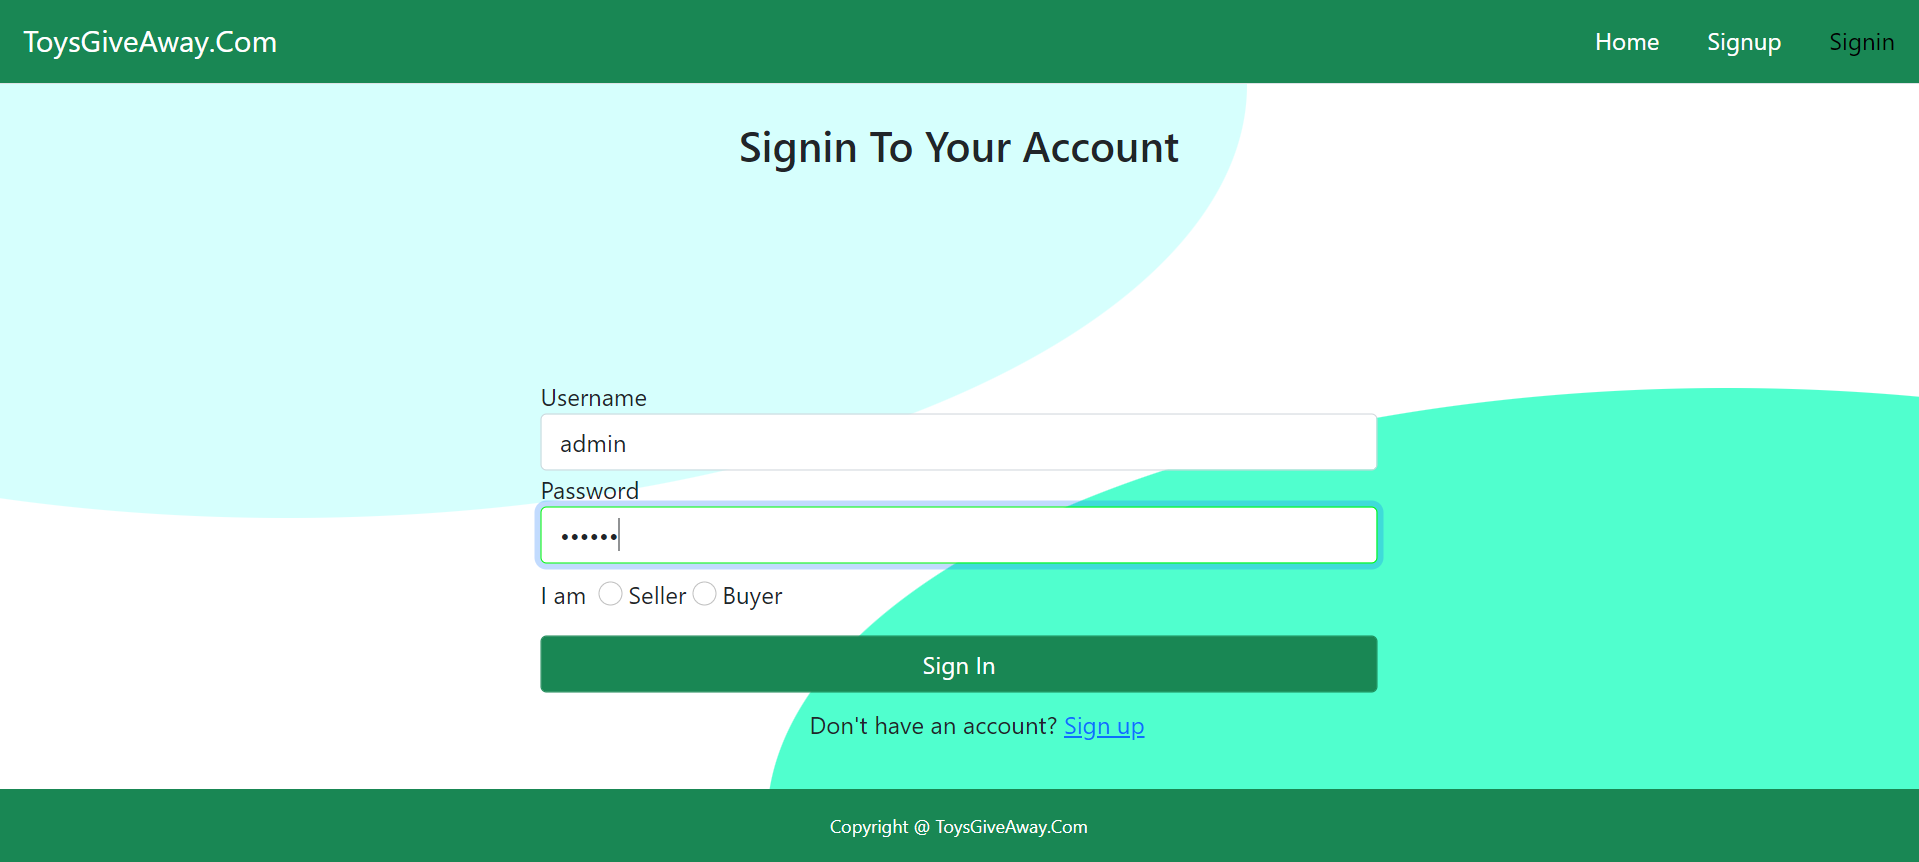 ToysGiveAway.Com Home Signup Signin
Signin To Your Account
Username
admin
Password
••••••
I am Seller Buyer
Sign In
Don't have an account? Sign up
Copyright @ ToysGiveAway.Com